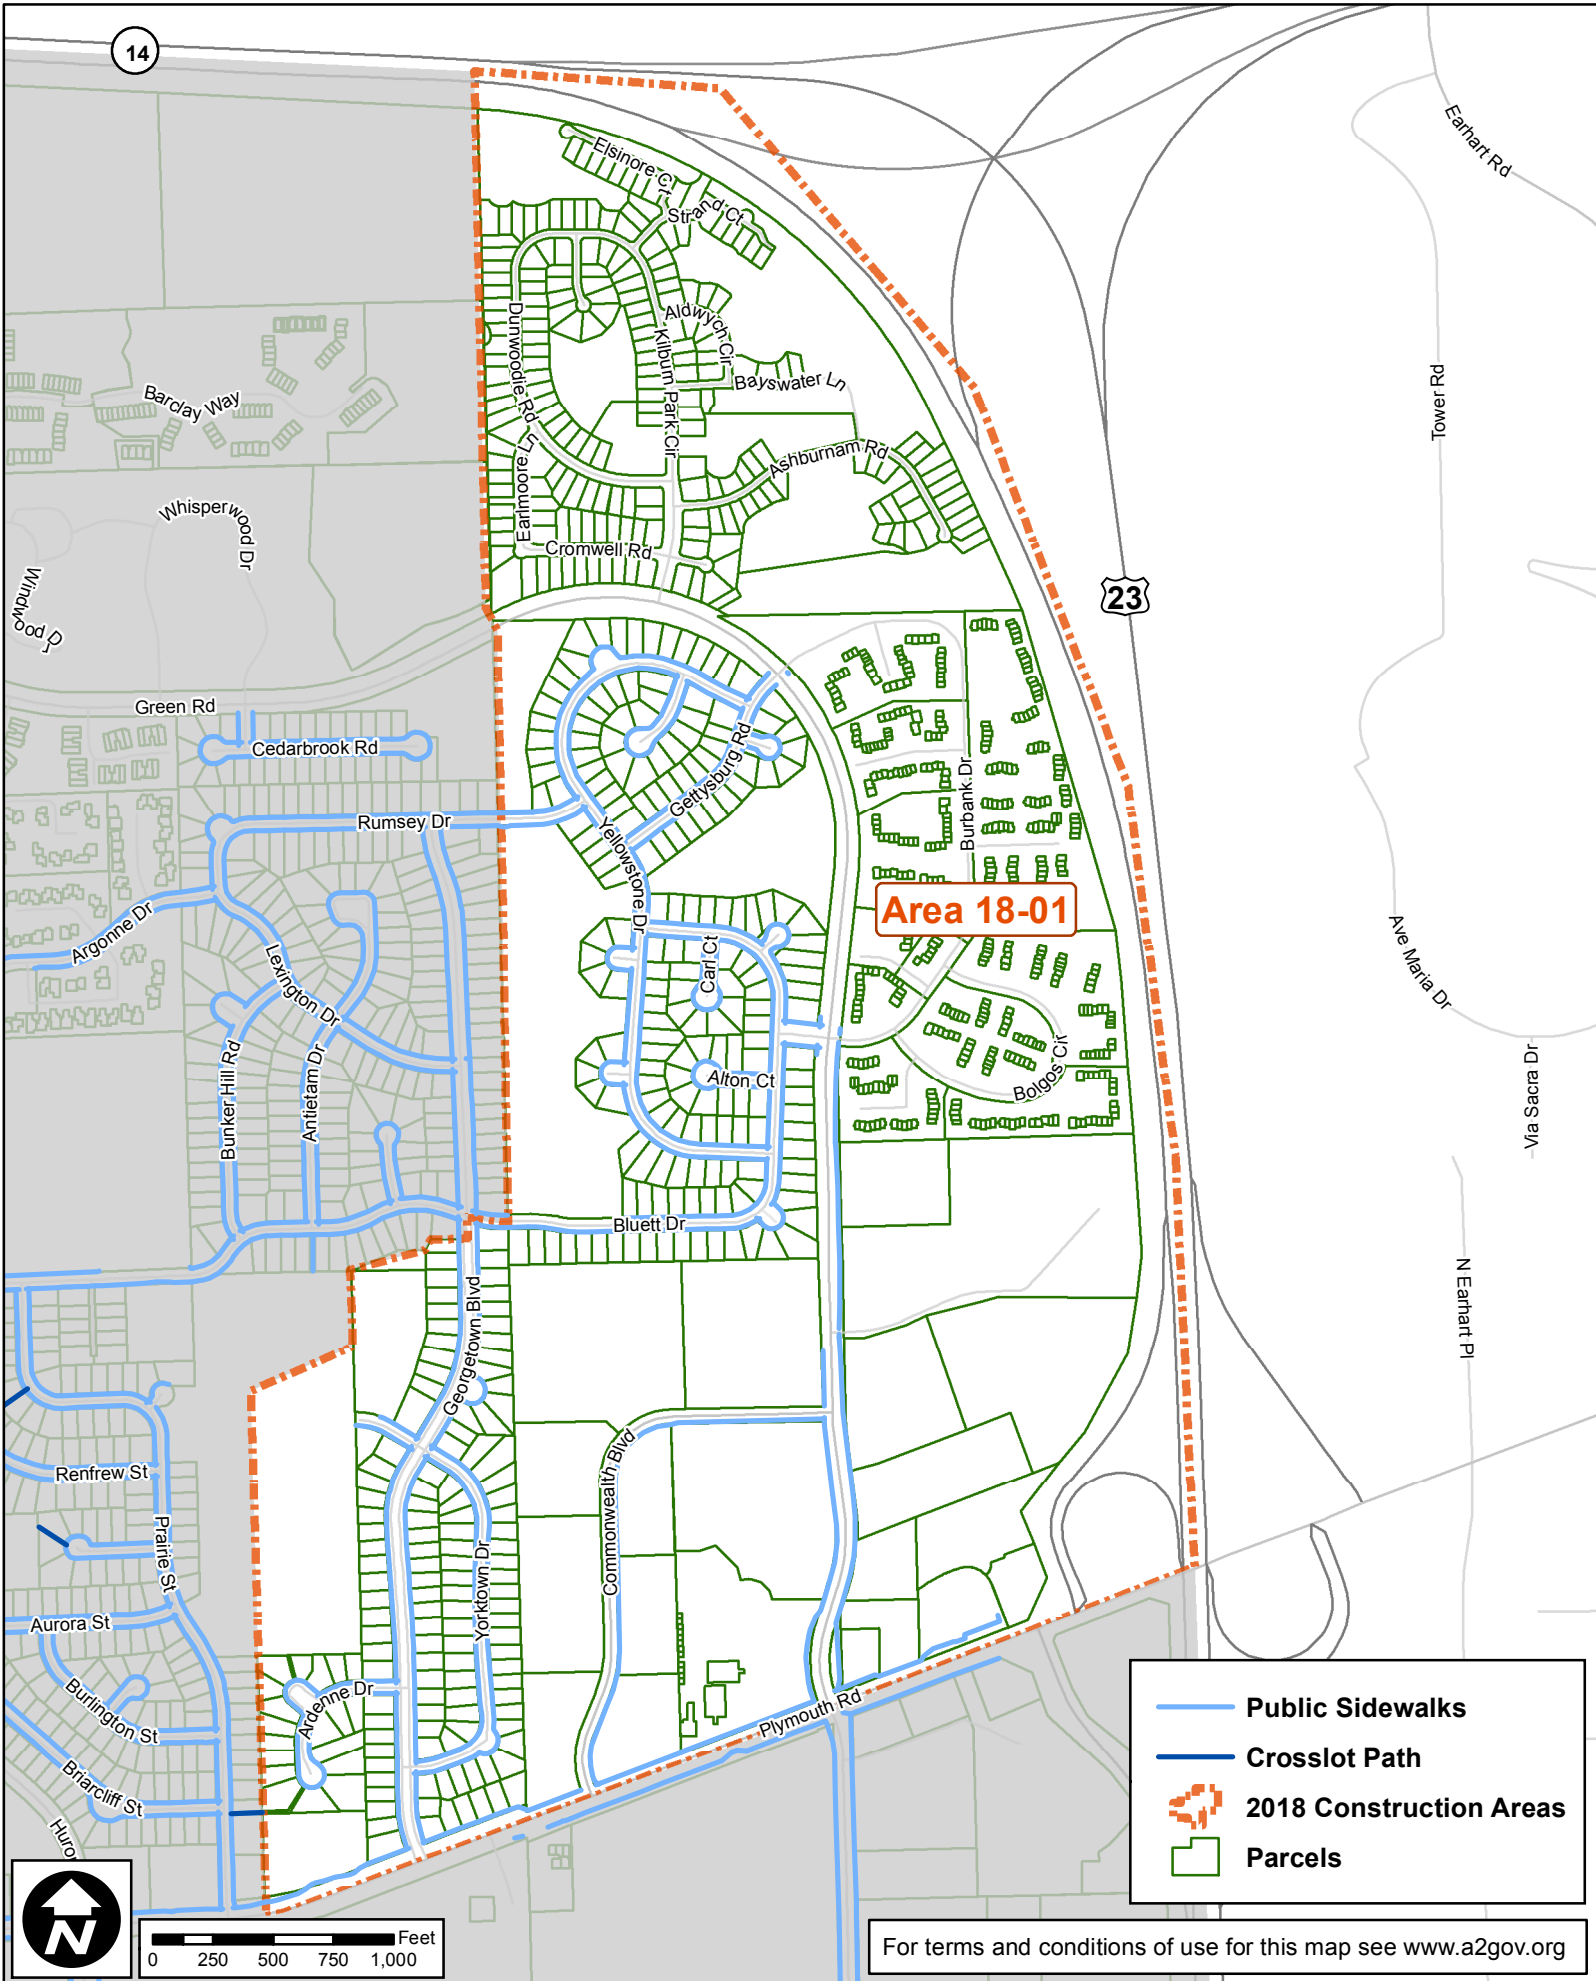 14
Earhart Rd
Elsinore Ct
Strand Ct
Dunwoodie Rd
Aldwych Cir
Kilburn Park Cir
Bayswater Ln
Barclay Way
Tower Rd
Earlmoore Ln
Ashburnam Rd
Whisperwood Dr
Cromwell Rd
Windwood Dr
23
Green Rd
Cedarbrook Rd
Gettysburg Rd
Burbank Dr
Rumsey Dr
Yellowstone Dr
Area 18-01
Argonne Dr
Lexington Dr
Carl Ct
Ave Maria Dr
Bunker Hill Rd
Antietam Dr
Alton Ct
Bolgos Cir
Via Sacra Dr
Bluett Dr
Georgetown Blvd
N Earhart Pl
Commonwealth Blvd
Renfrew St
Prairie St
Yorktown Dr
Aurora St
Burlington St
Ardenne Dr
Plymouth Rd
Briarcliff St
Huro
Public Sidewalks
Crosslot Path
2018 Construction Areas
Parcels
N
Feet
0 250 500 750 1,000
For terms and conditions of use for this map see www.a2gov.org